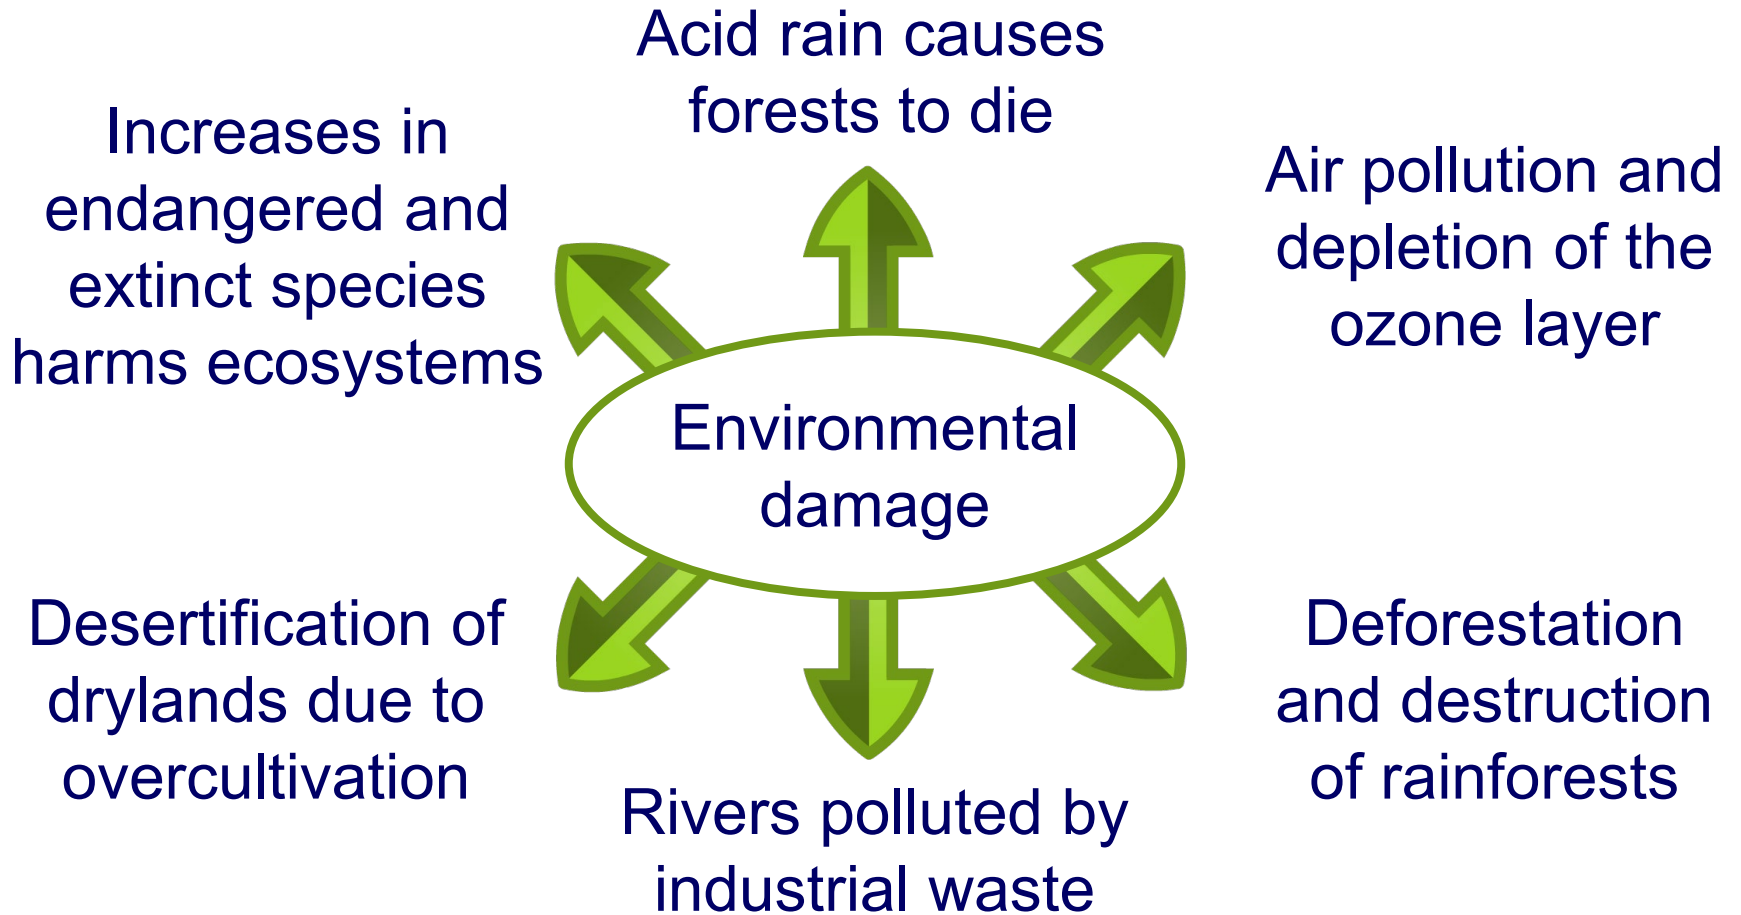 Acid rain causes
forests to die
Increases in
endangered and
extinct species
harms ecosystems
Air pollution and
depletion of the
ozone layer
Environmental
damage
Desertification of
drylands due to
overcultivation
Deforestation
and destruction
of rainforests
Rivers polluted by
industrial waste